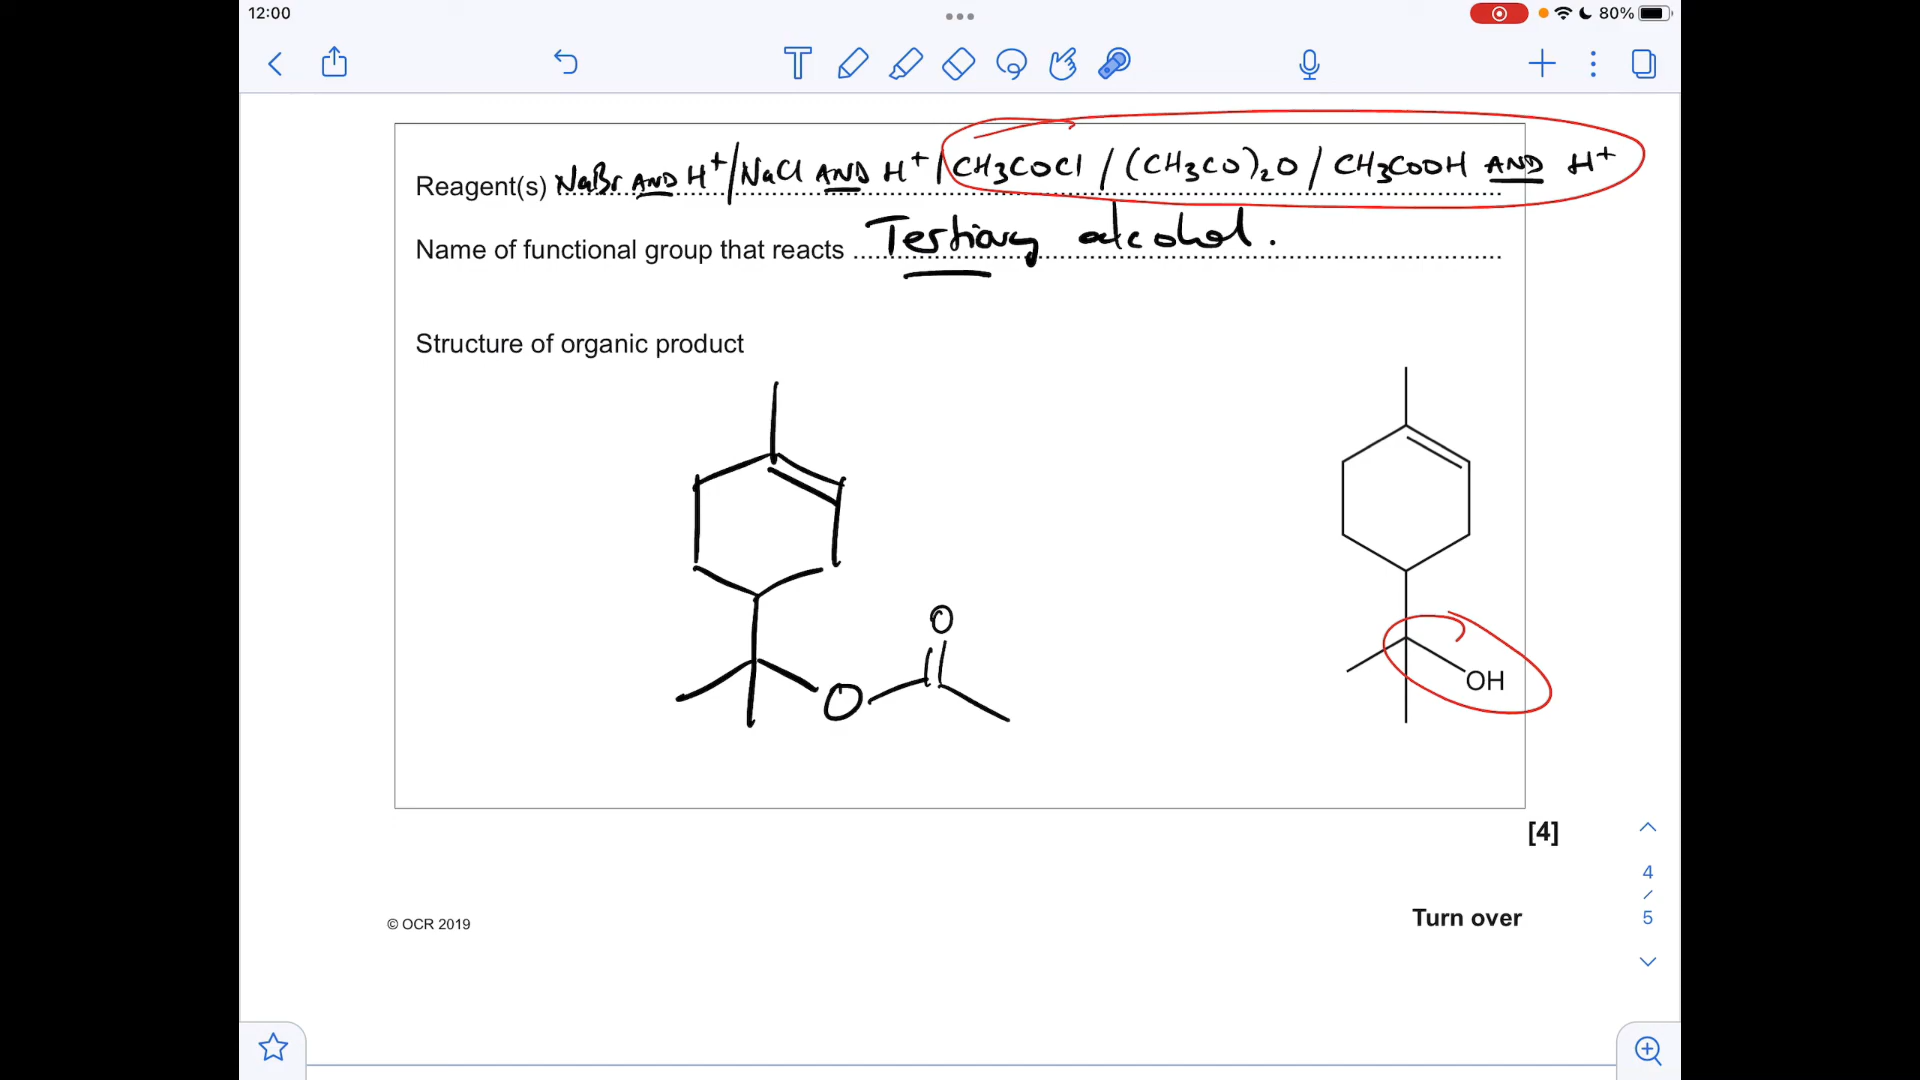 12:00
80%
Reagent(s) NaBr AND H+/NaCl AND H+/CH3COCl/(CH3CO)2O/CH3COOH AND H+
Name of functional group that reacts Tertiary alcohol.
Structure of organic product
O
O
OH
[4]
4
/
5
© OCR 2019
Turn over